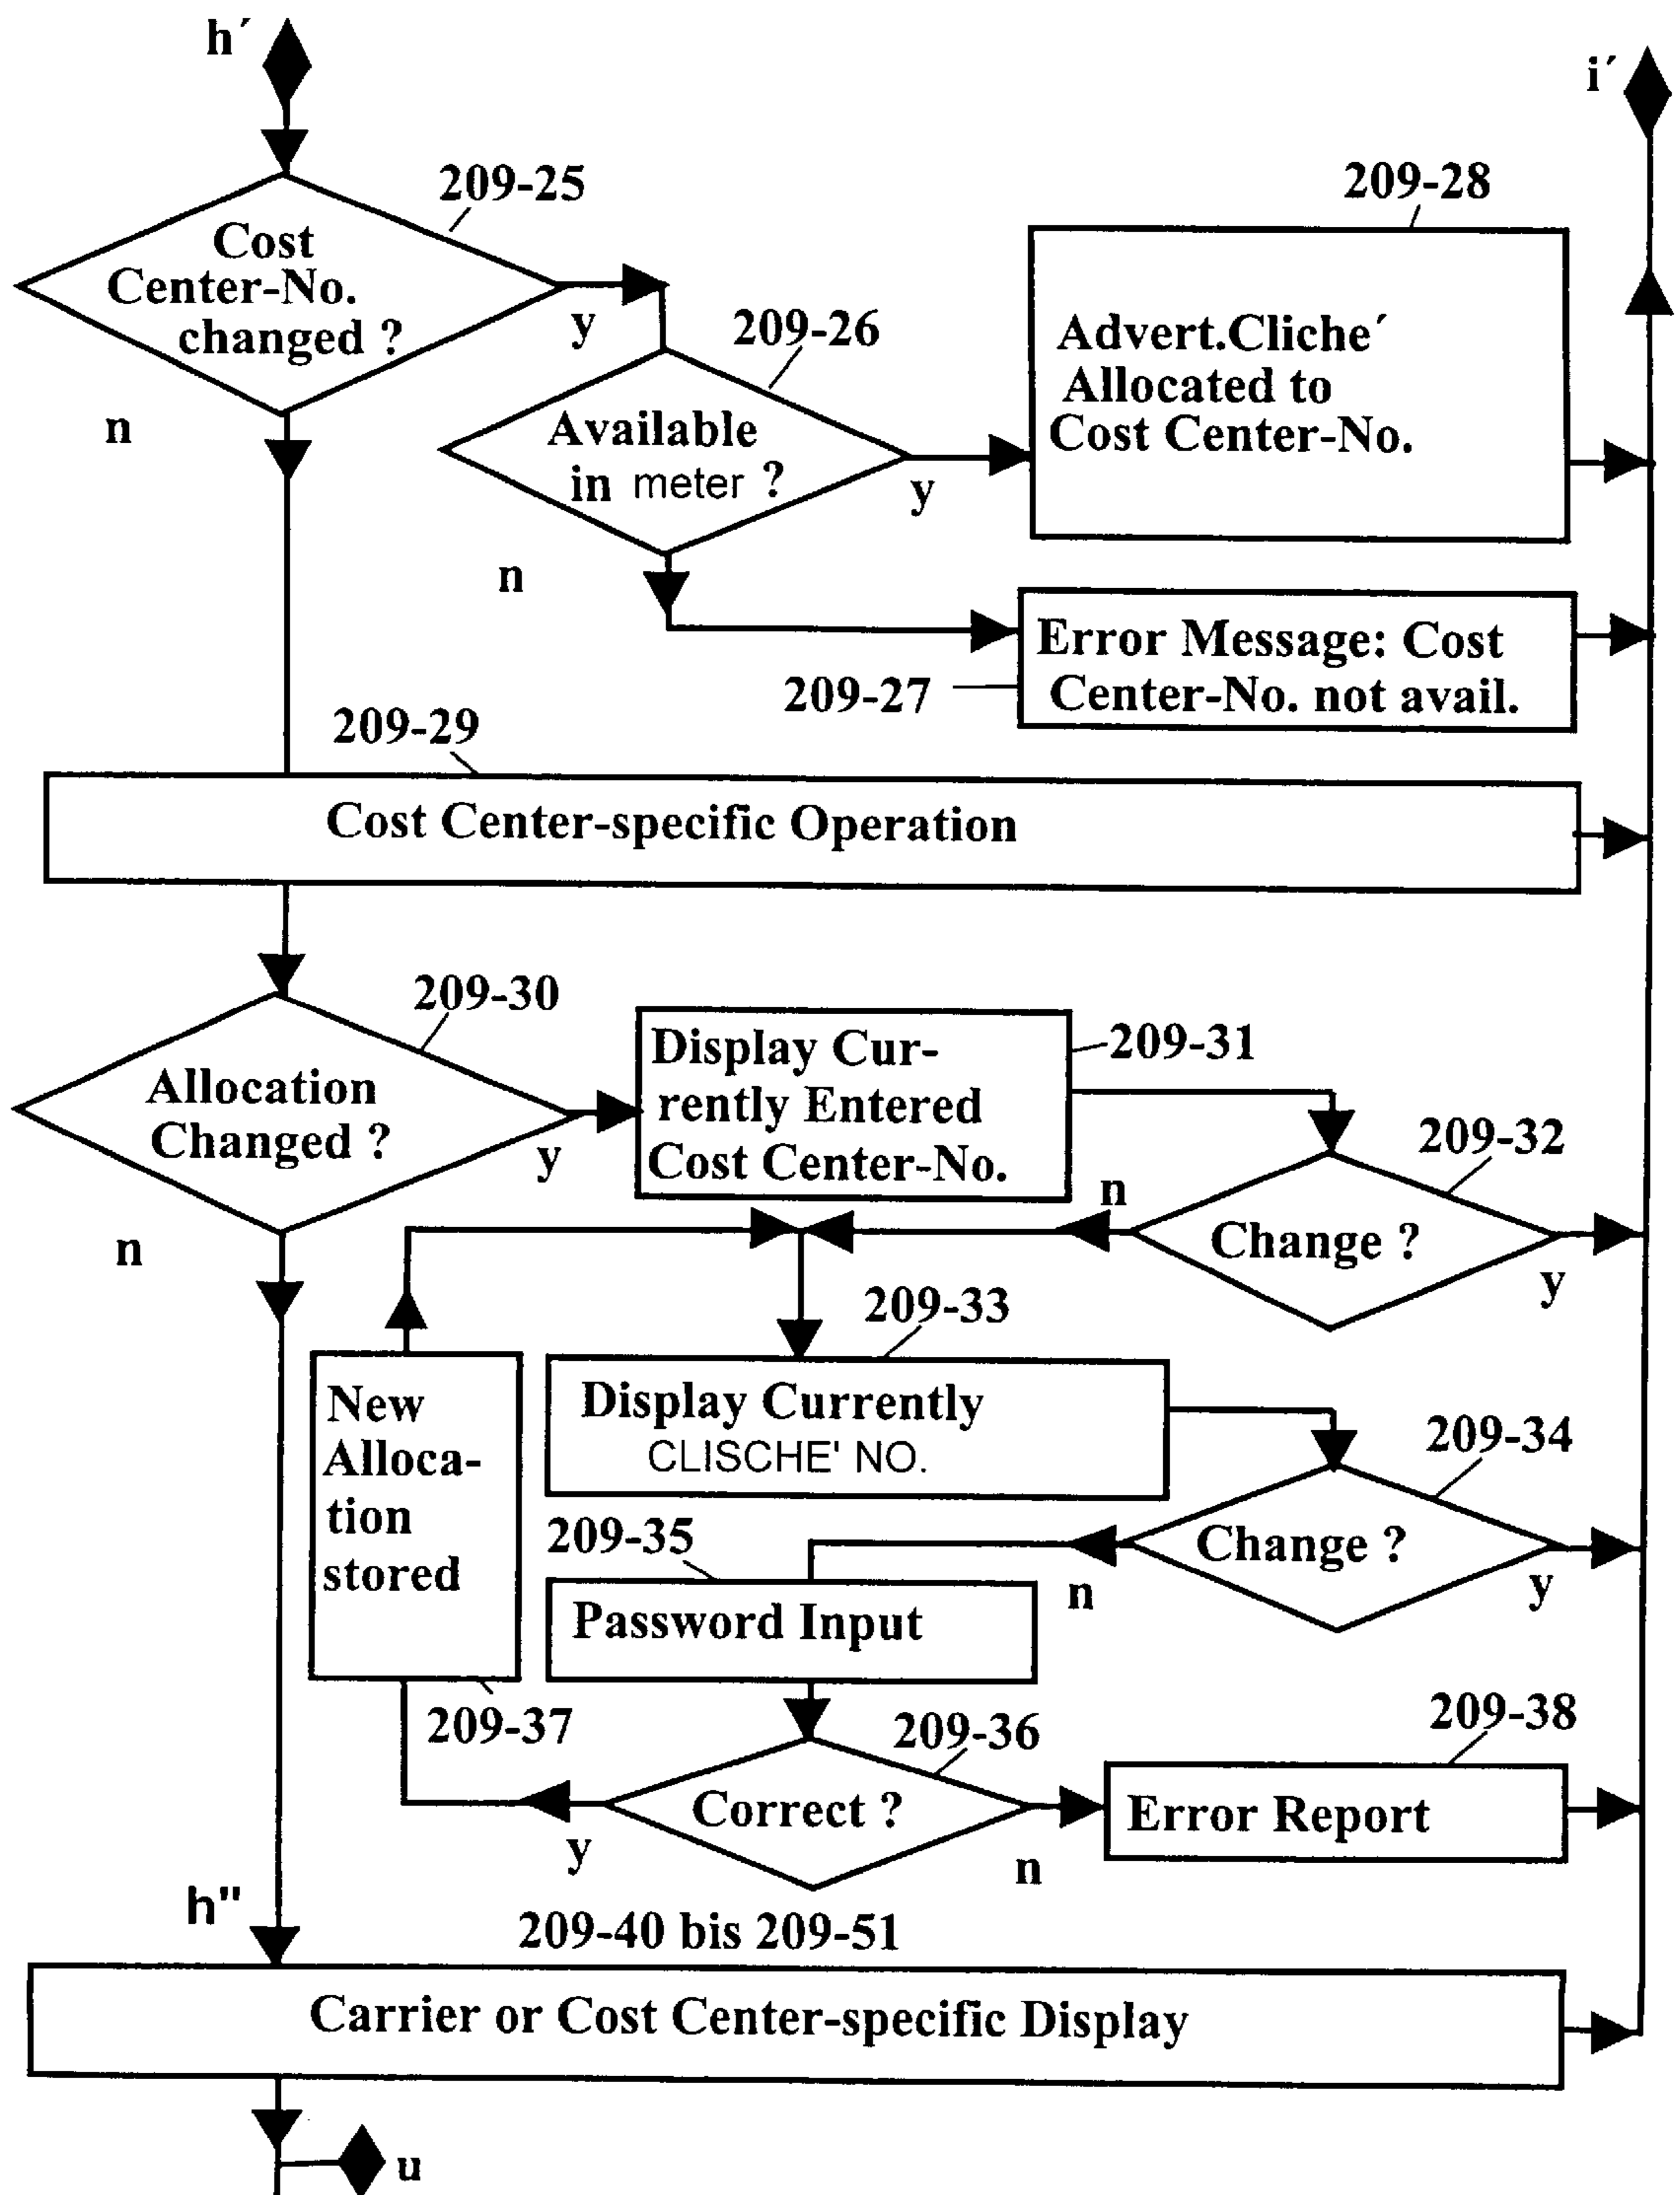 h´
i´
209-25
209-28
Cost
Center-No.
changed ?
y
n
209-26
Available
in meter ?
y
n
Advert.Cliche´
Allocated to
Cost Center-No.
Error Message: Cost
Center-No. not avail.
209-27
209-29
Cost Center-specific Operation
209-30
Allocation
Changed ?
y
n
Display Cur-
rently Entered
Cost Center-No.
209-31
209-32
n
Change ?
y
209-33
Display Currently
CLISCHE' NO.
209-34
Change ?
n
y
New
Alloca-
tion
stored
209-35
Password Input
209-37
209-36
Correct ?
y
n
209-38
Error Report
h"
209-40 bis 209-51
Carrier or Cost Center-specific Display
u